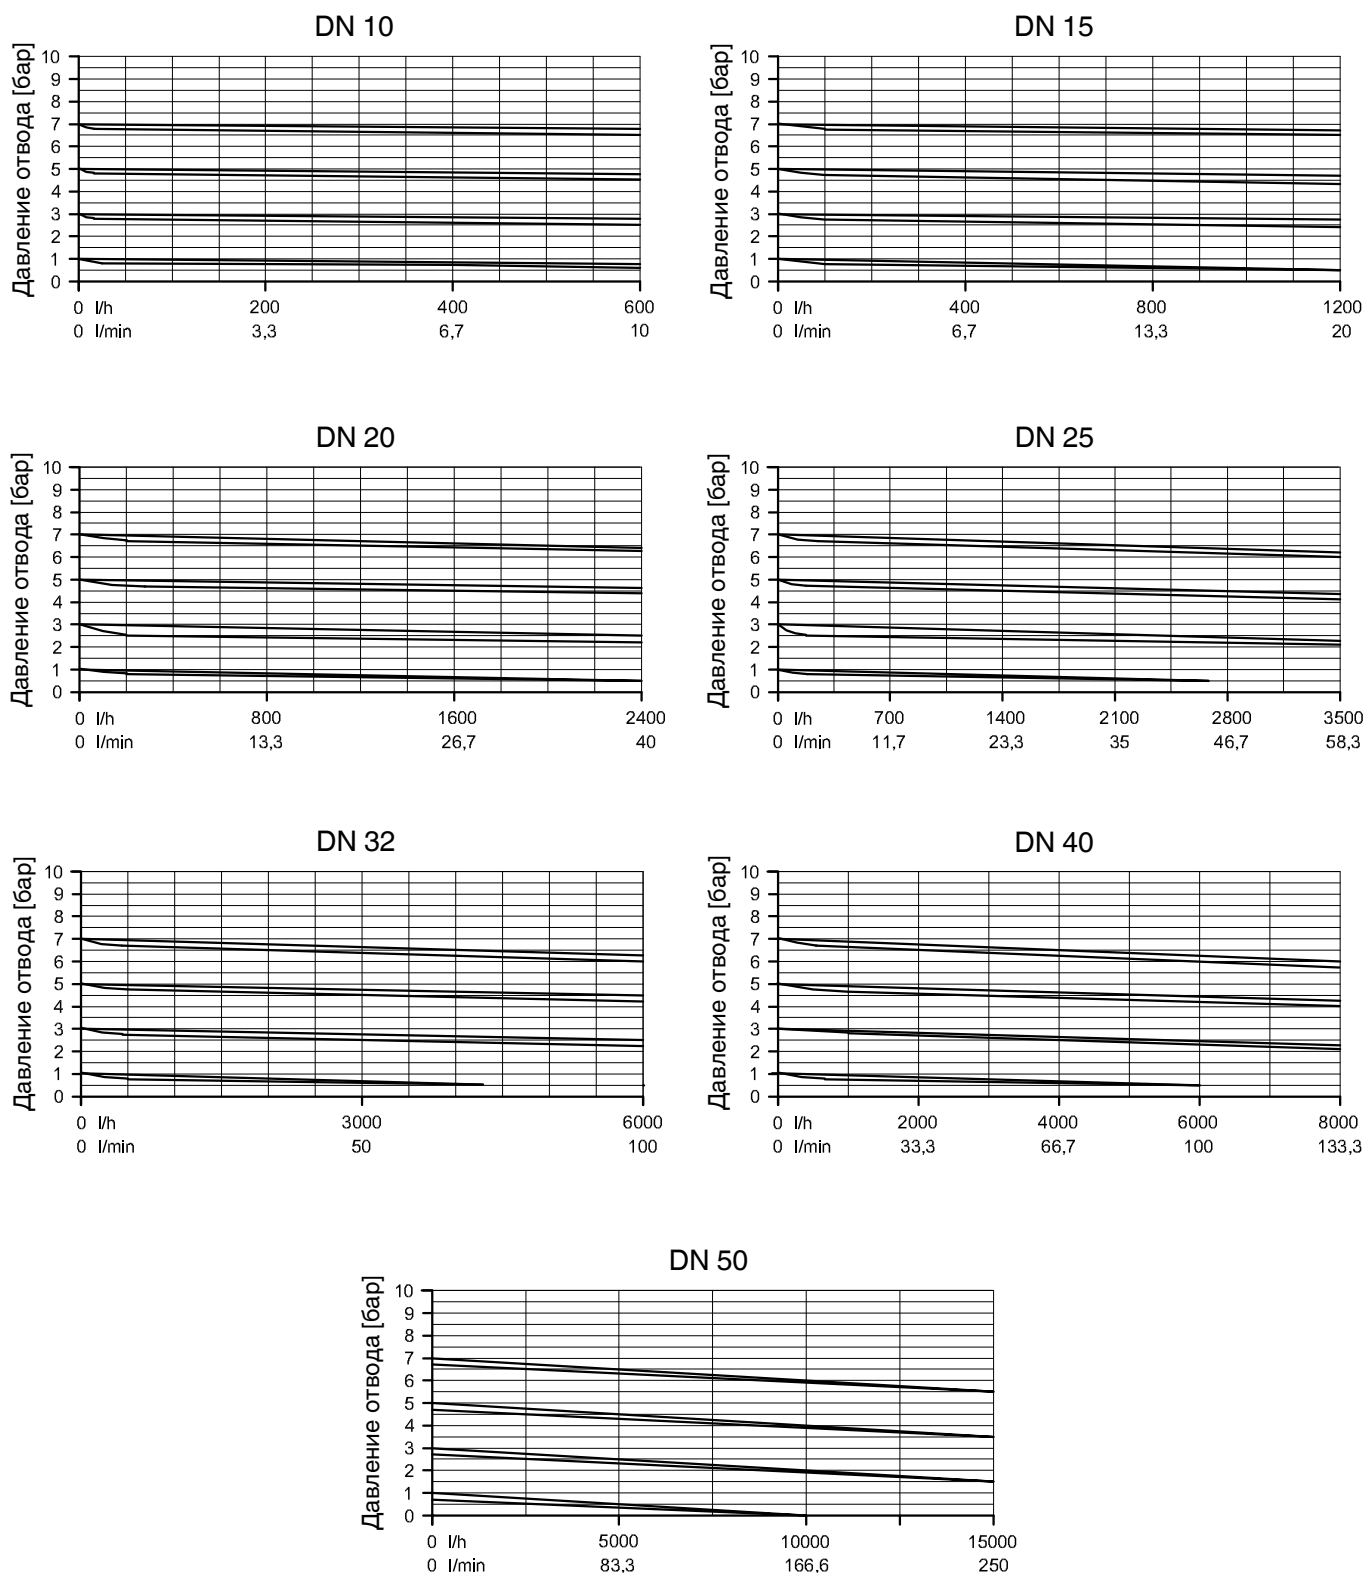 DN 10
Давление отвода [бар]
10
9
8
7
6
5
4
3
2
1
0
0 l/h 200 400 600
0 l/min 3,3 6,7 10
DN 15
Давление отвода [бар]
10
9
8
7
6
5
4
3
2
1
0
0 l/h 400 800 1200
0 l/min 6,7 13,3 20
DN 20
Давление отвода [бар]
10
9
8
7
6
5
4
3
2
1
0
0 l/h 800 1600 2400
0 l/min 13,3 26,7 40
DN 25
Давление отвода [бар]
10
9
8
7
6
5
4
3
2
1
0
0 l/h 700 1400 2100 2800 3500
0 l/min 11,7 23,3 35 46,7 58,3
DN 32
Давление отвода [бар]
10
9
8
7
6
5
4
3
2
1
0
0 l/h 3000 6000
0 l/min 50 100
DN 40
Давление отвода [бар]
10
9
8
7
6
5
4
3
2
1
0
0 l/h 2000 4000 6000 8000
0 l/min 33,3 66,7 100 133,3
DN 50
Давление отвода [бар]
10
9
8
7
6
5
4
3
2
1
0
0 l/h 5000 10000 15000
0 l/min 83,3 166,6 250